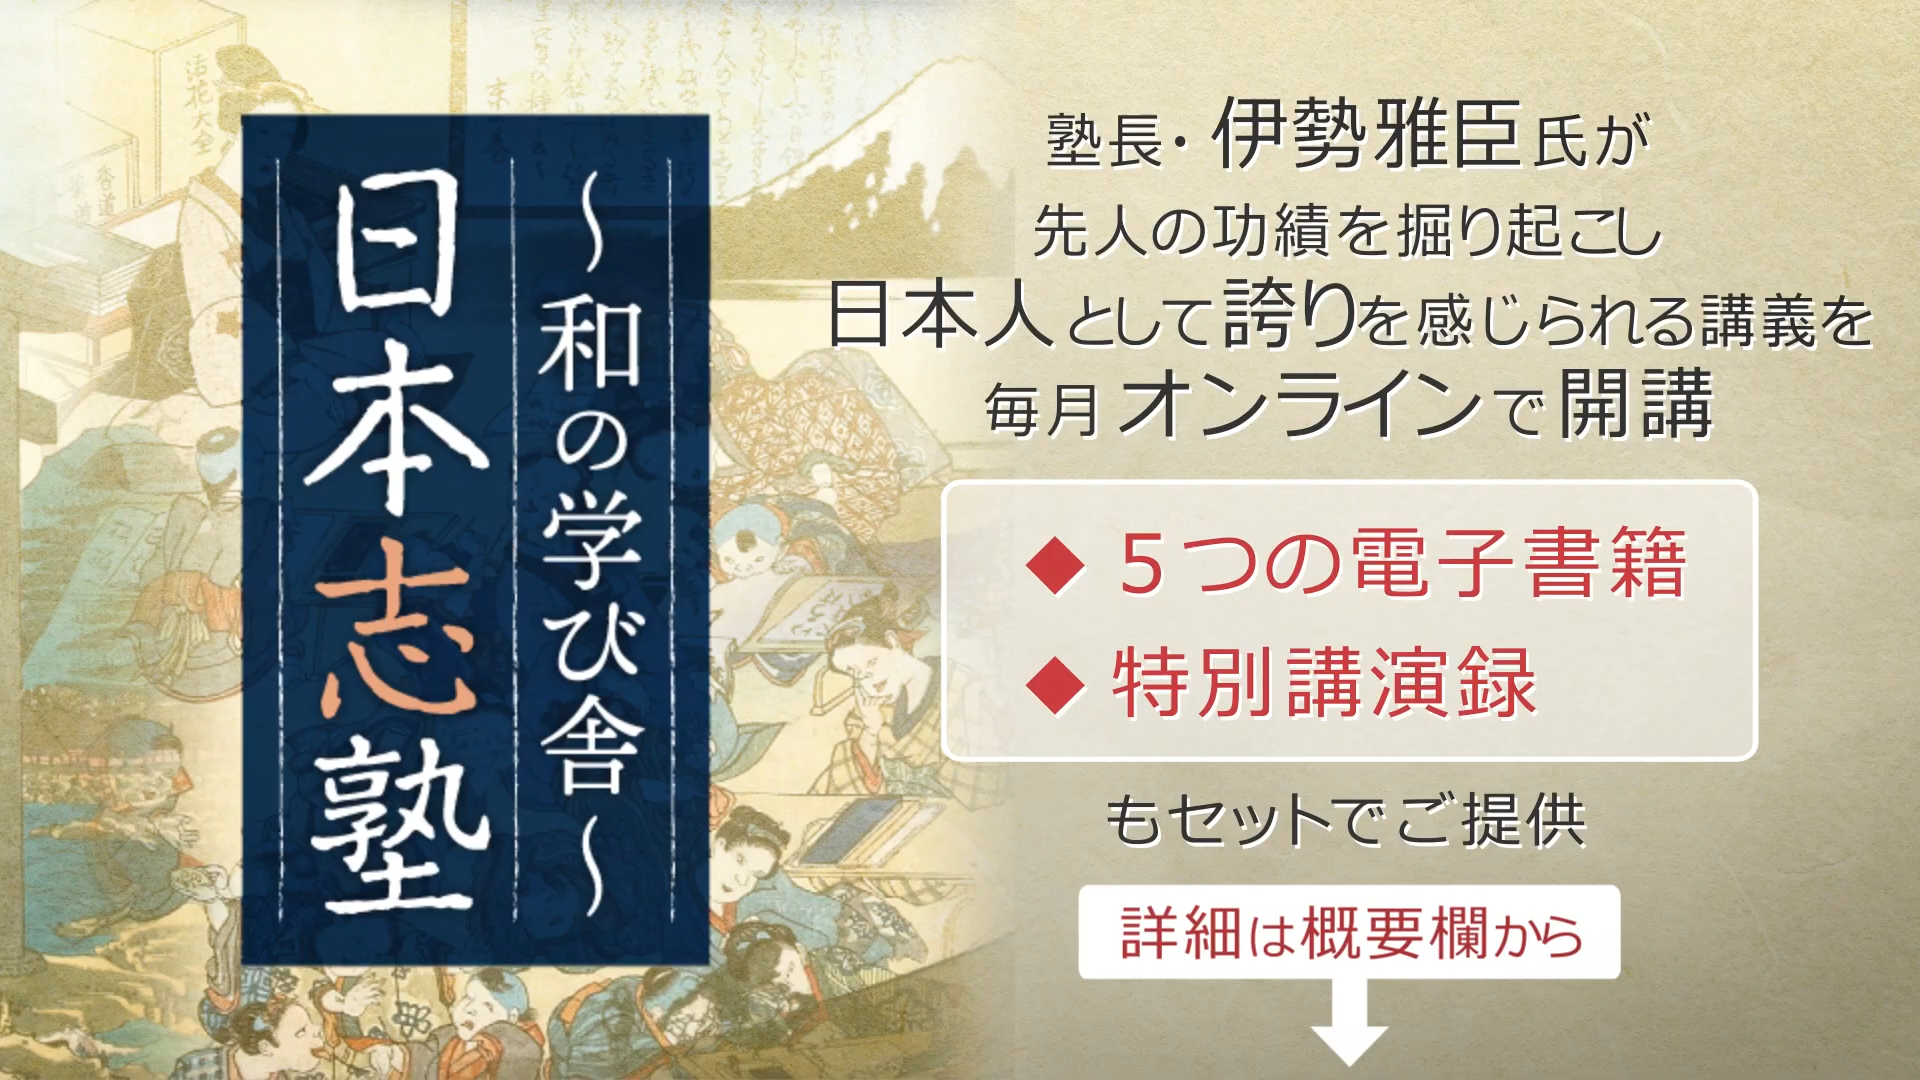 日本志塾
～和の学び舎～
塾長・伊勢雅臣氏が
先人の功績を掘り起こし
日本人として誇りを感じられる講義を
毎月オンラインで開講
◆ 5つの電子書籍
◆ 特別講演録
もセットでご提供
詳細は概要欄から
活花大全